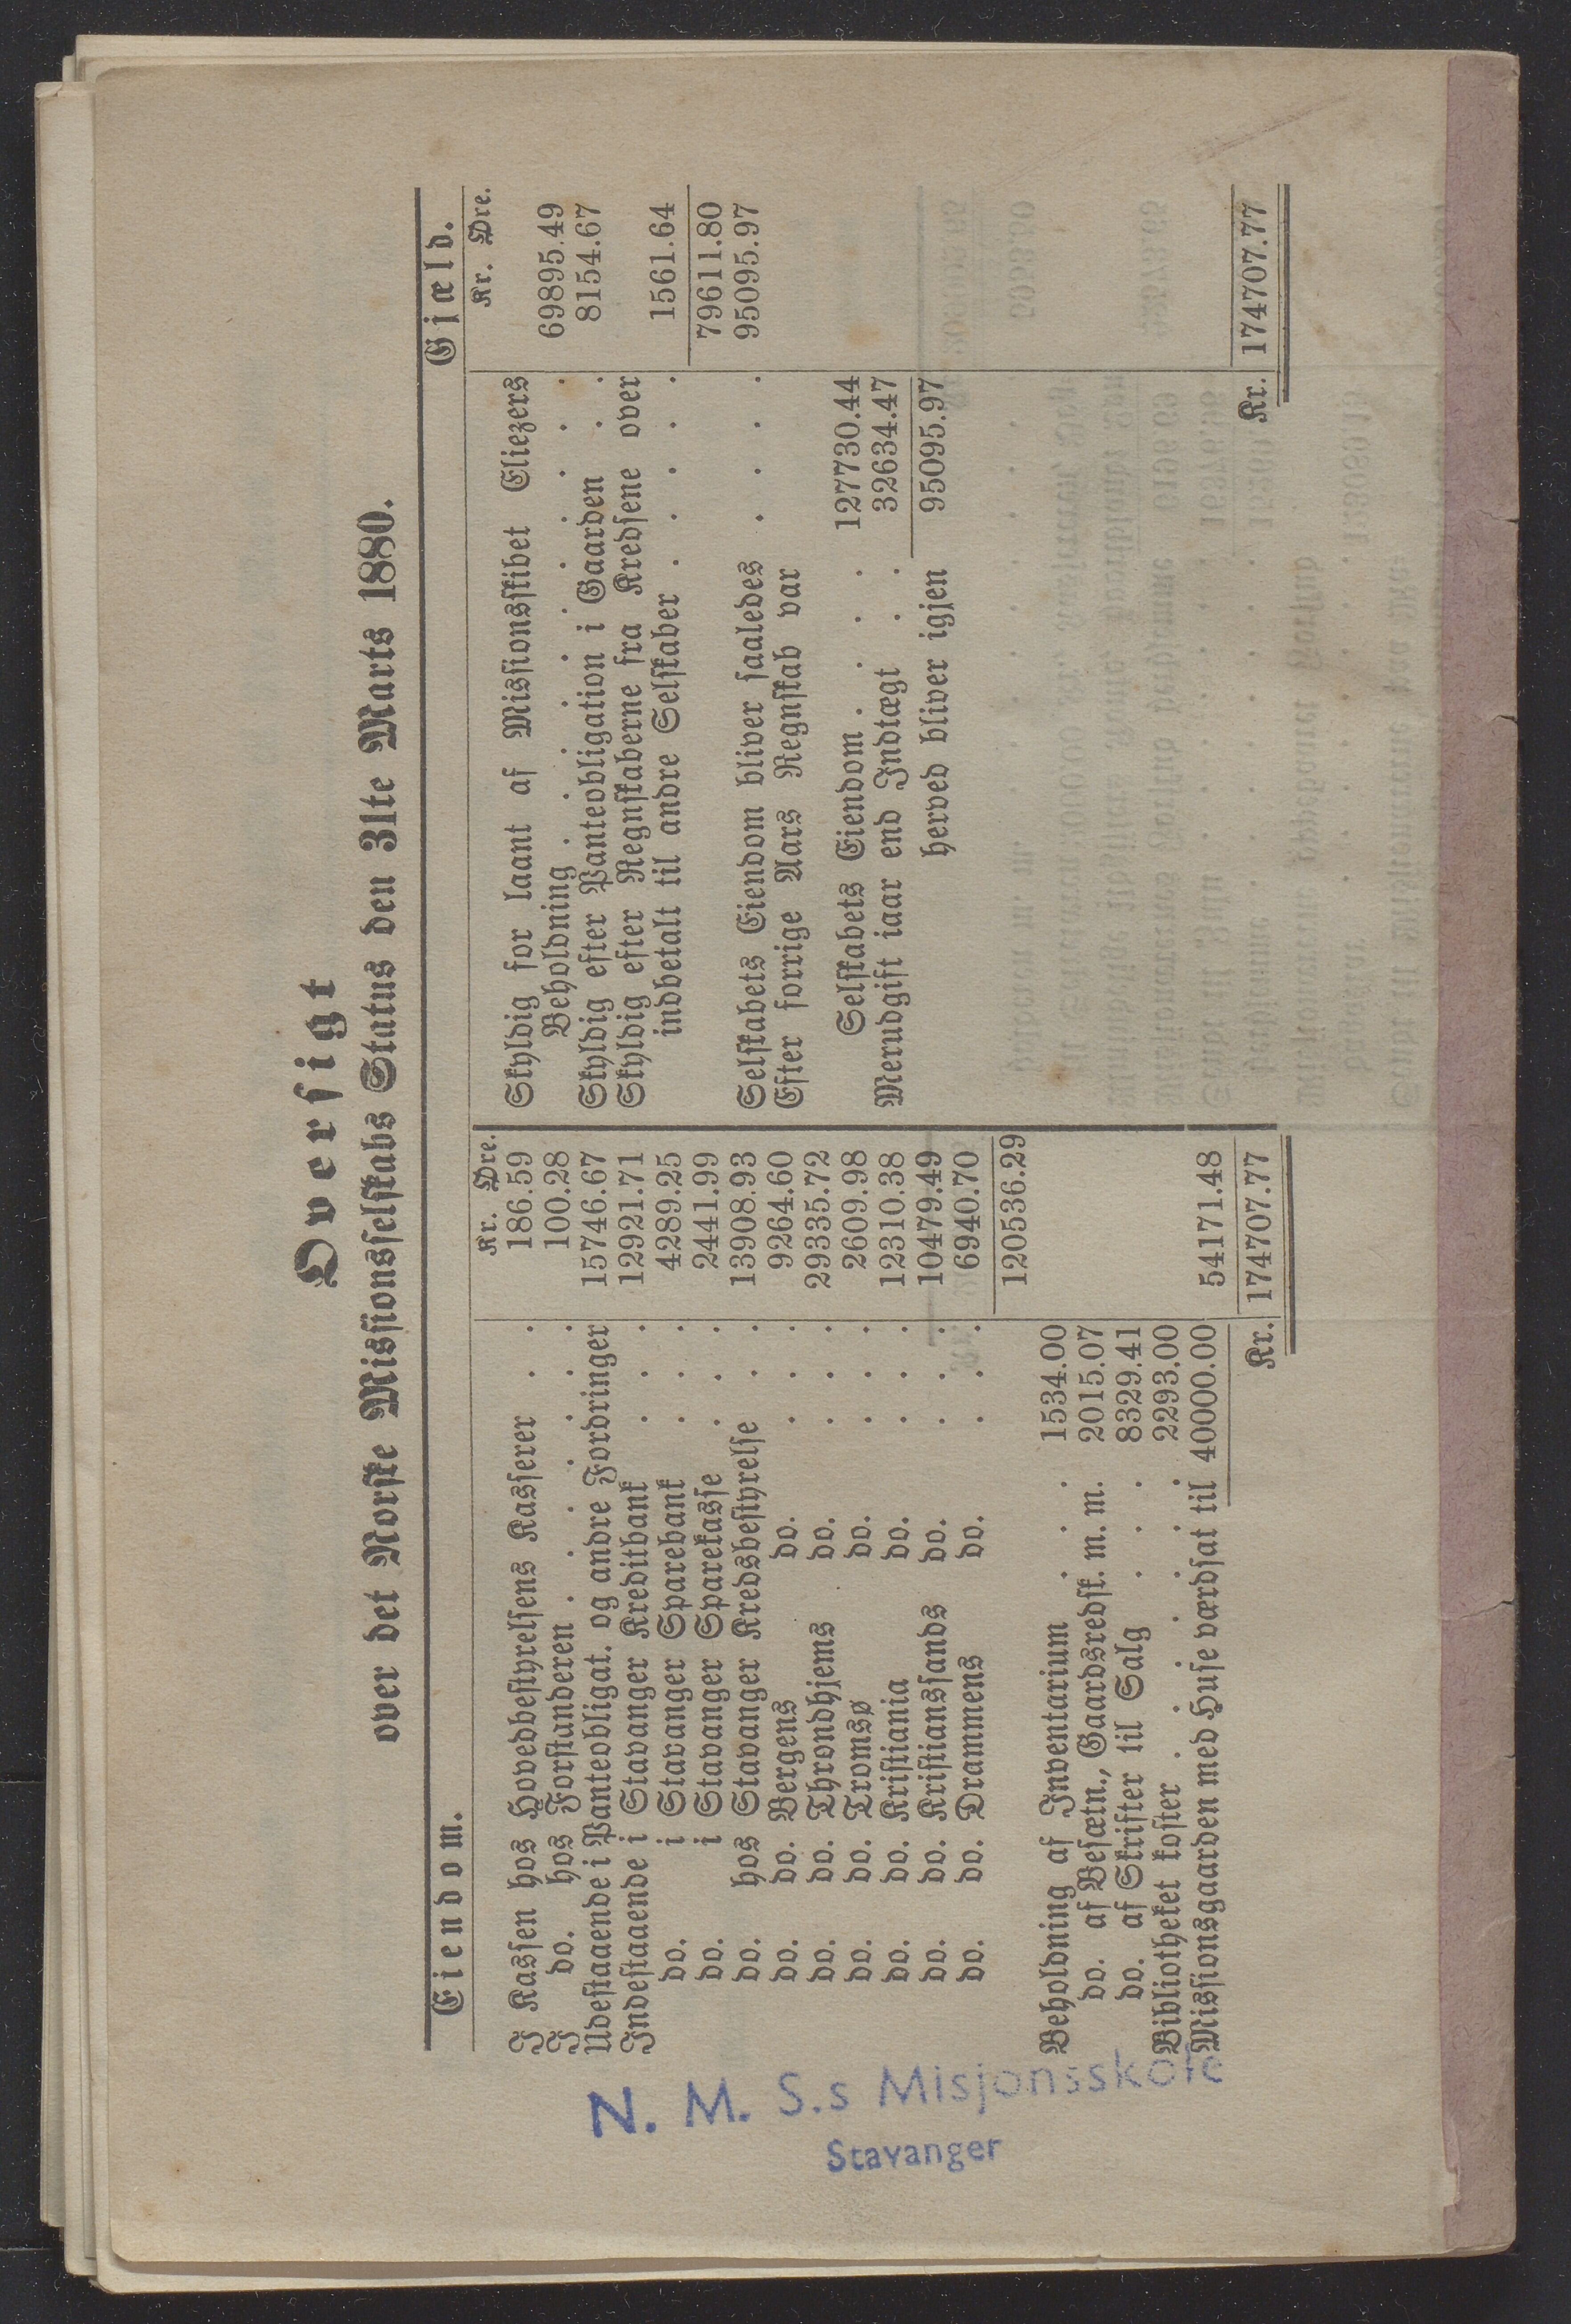 Oversigt
over det Norske Missionsselskabs Status den 31te Marts 1880.
Eiendom.
Kr. Øre.
I Kassen hos Hovedbestyrelsens Kasserer . . 186.59
I do. hos Forstanderen . . . . . . 100.28
Udestaaende i Panteobligat. og andre Fordringer 15746.67
Indestaaende i Stavanger Kreditbank . . . 12921.71
do. i Stavanger Sparebank . . . 4289.25
do. i Stavanger Sparekasse . . . 2441.99
do. hos Stavanger Kredsbestyrelse . . 13908.93
do. do. Bergens do. . . . 9264.60
do. do. Throndhjems do. . . . 29335.72
do. do. Tromsø do. . . . 2609.98
do. do. Kristiania do. . . . 12310.38
do. do. Kristianssands do. . . . 10479.49
do. do. Drammens do. . . . 6940.70
120536.29
Beholdning af Inventarium . . . 1534.00
do. af Besætn., Gaardsredsk. m. m. 2015.07
do. af Skrifter til Salg . . . 8329.41
Bibliotheket koster . . . . . . 2293.00
Missionsgaarden med Huse værdsat til 40000.00 54171.48
Kr. 174707.77
Gjæld.
Kr. Øre.
Skyldig for laant af Missionsskibet Eliezers
Beholdning . . . . . . . . . 69895.49
Skyldig efter Panteobligation i Gaarden . . 8154.67
Skyldig efter Regnskaberne fra Kredsene over
indbetalt til andre Selskaber . . . . . 1561.64
79611.80
Selskabets Eiendom bliver saaledes . . . . 95095.97
Efter forrige Aars Regnskab var
Selskabets Eiendom . . . . 127730.44
Merudgift iaar end Indtægt . . . 32634.47
herved bliver igjen 95095.97
Kr. 174707.77
N. M. S.s Misjonsskole
Stavanger